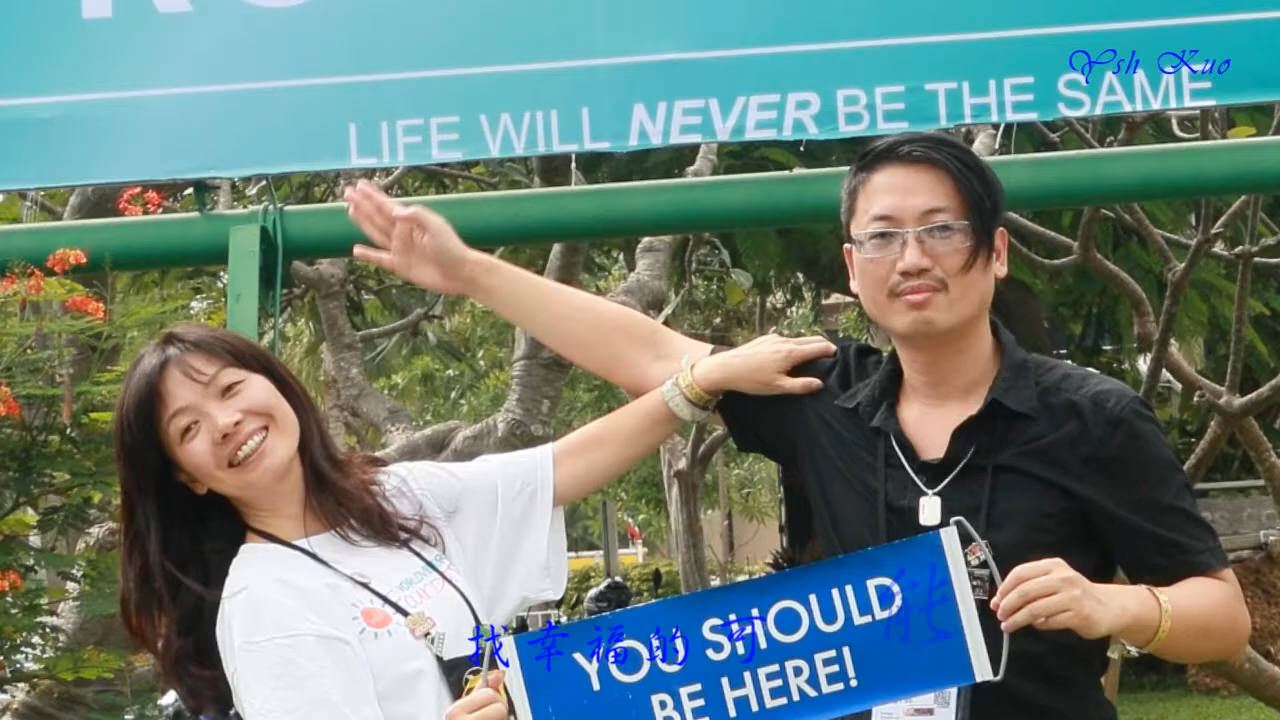 Ysh Kuo
LIFE WILL NEVER BE THE SAME
YOU SHOULD
BE HERE!
找幸福的可能